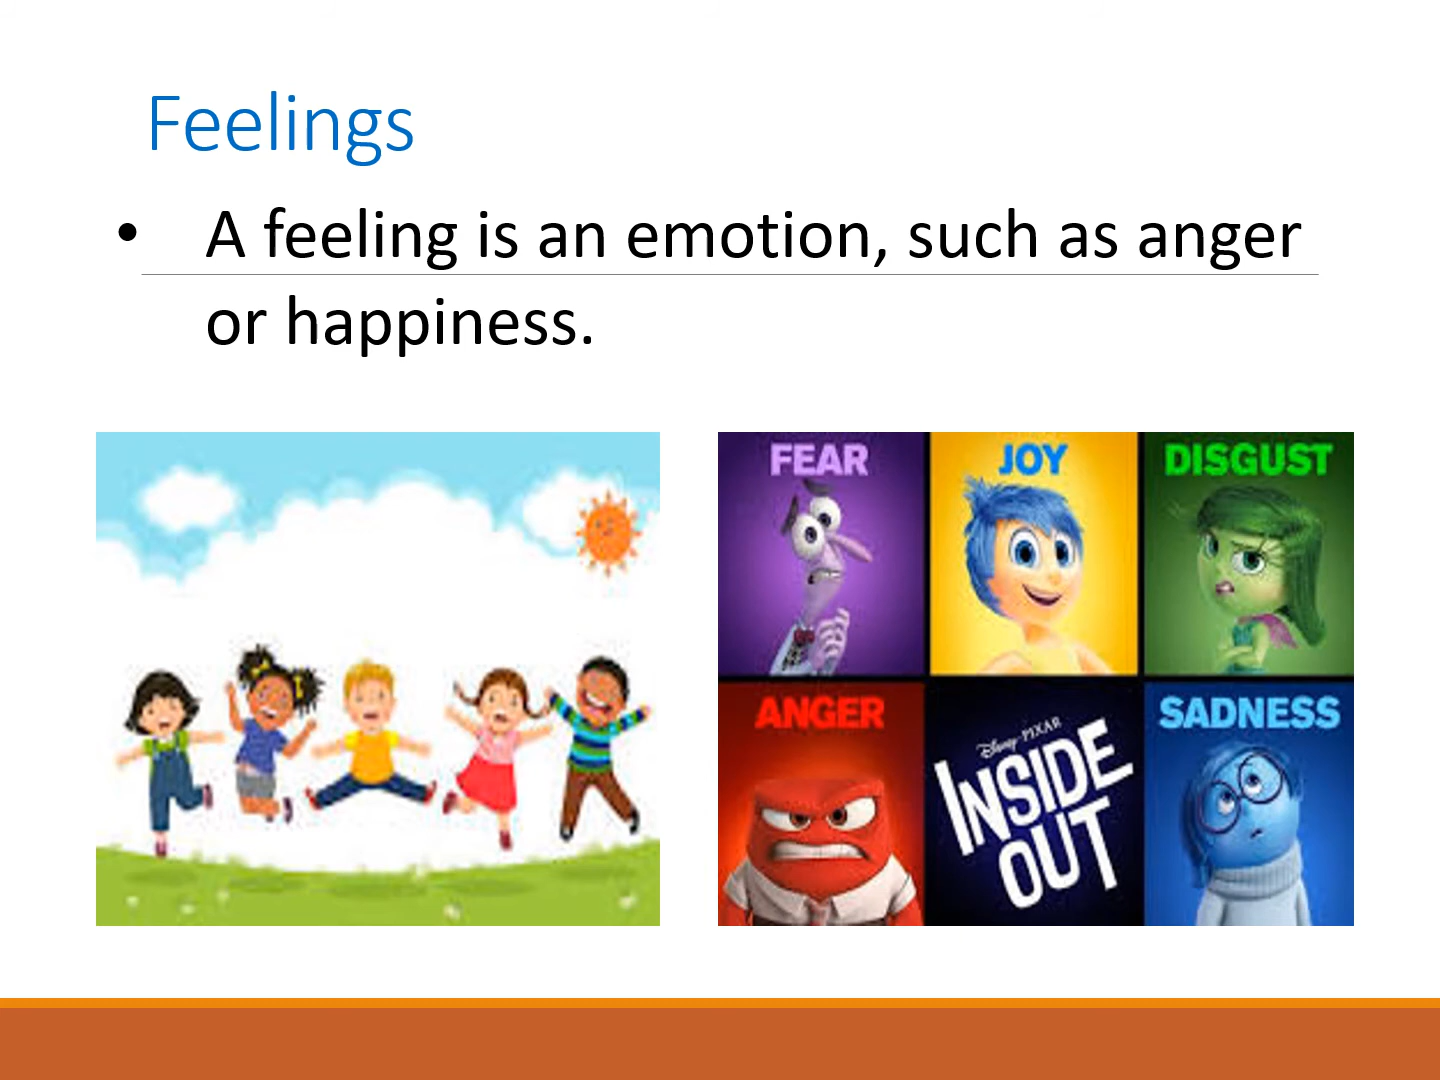 Feelings
• A feeling is an emotion, such as anger
or happiness.
FEAR
JOY
DISGUST
ANGER
Disney·PIXAR
INSIDE
OUT
SADNESS